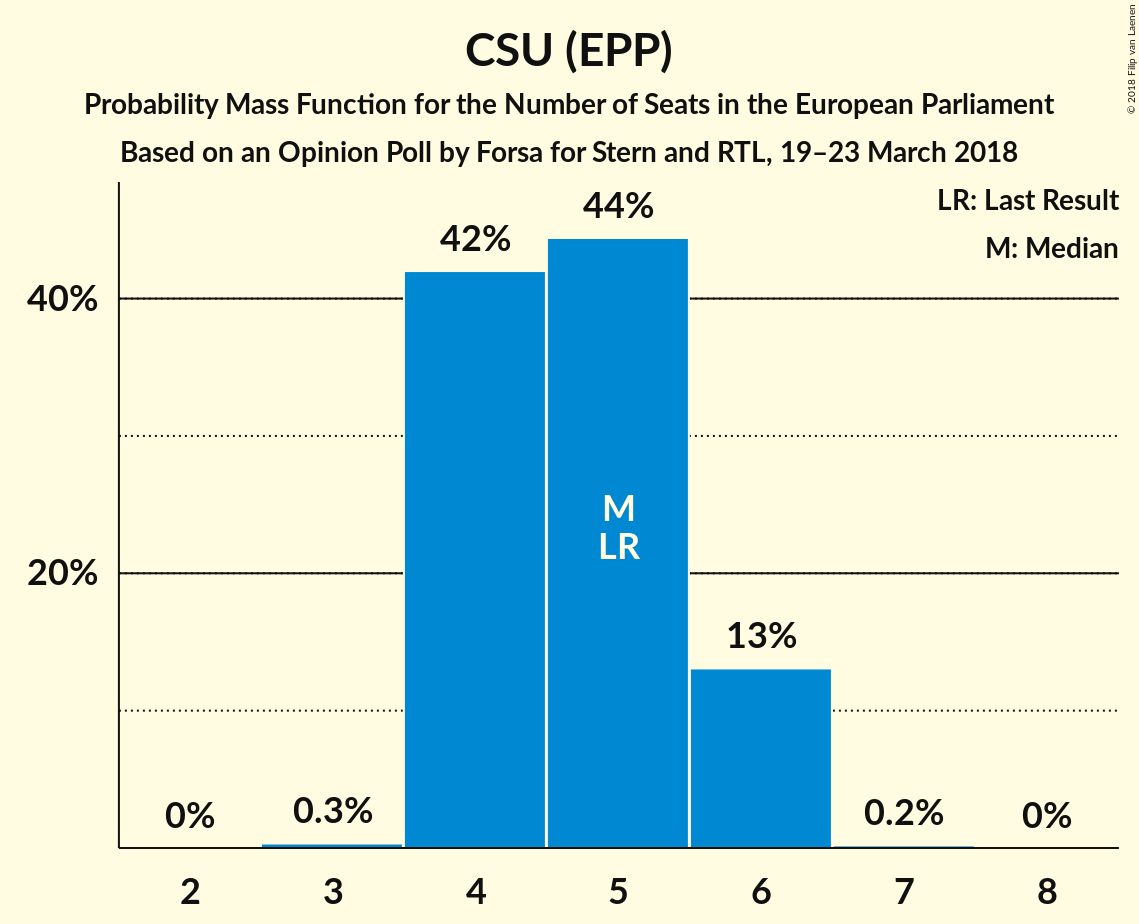 CSU (EPP)
Probability Mass Function for the Number of Seats in the European Parliament
Based on an Opinion Poll by Forsa for Stern and RTL, 19–23 March 2018
© 2018 Filip van Laenen
LR: Last Result
M: Median
44%
42%
40%
M
LR
20%
13%
0%
0.3%
0.2%
0%
2
3
4
5
6
7
8